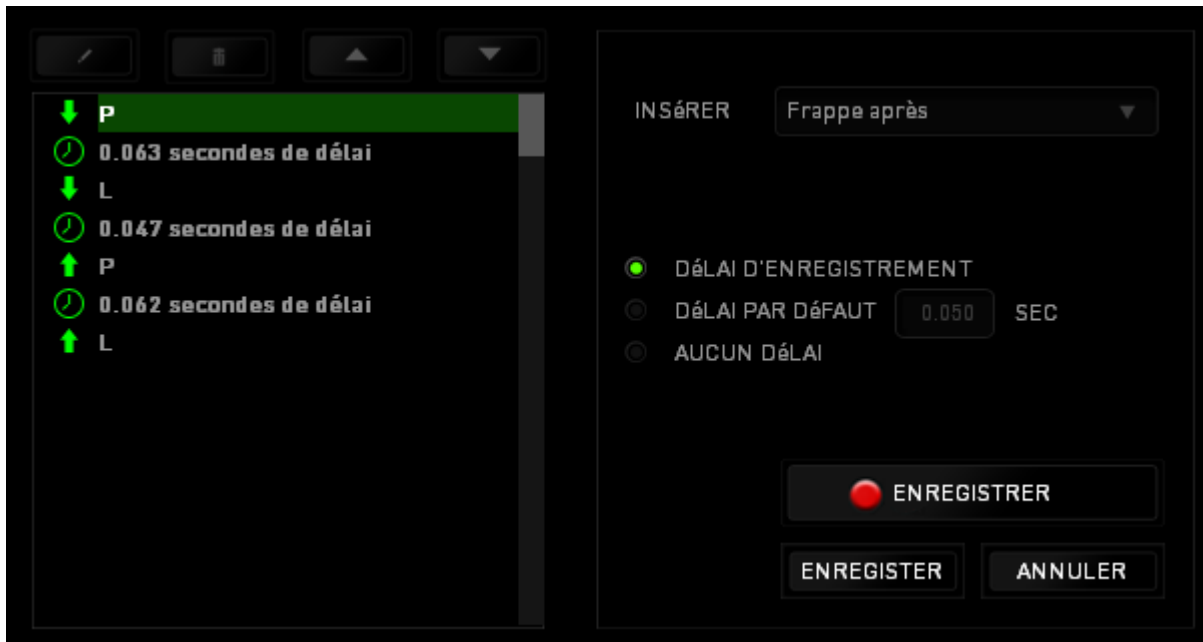 P
0.063 secondes de délai
L
0.047 secondes de délai
P
0.062 secondes de délai
L
INSéRER Frappe après
DéLAI D'ENREGISTREMENT
DéLAI PAR DéFAUT 0.050 SEC
AUCUN DéLAI
ENREGISTRER
ENREGISTER ANNULER